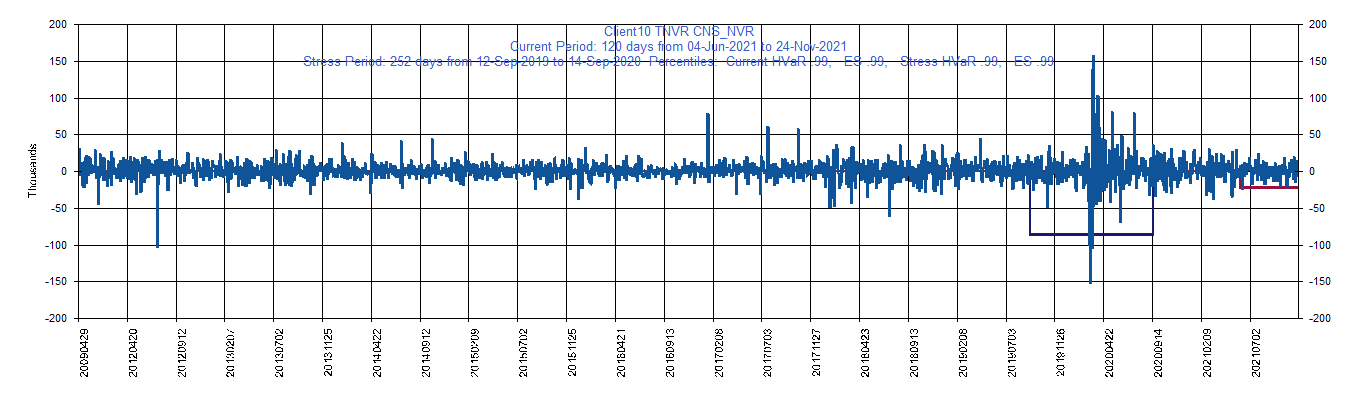 Client10 TNVR CNS_NVR
Current Period: 120 days from 04-Jun-2021 to 24-Nov-2021
Stress Period: 252 days from 12-Sep-2019 to 14-Sep-2020 Percentiles: Current HVaR .99, ES .99, Stress HVaR .99, ES .99
200 200
150 150
100 100
50 50
0 0
-50 -50
-100 -100
-150 -150
-200 -200
Thousands
20090429 20120420 20120912 20130207 20130702 20131125 20140422 20140912 20150209 20150702 20151125 20160421 20160913 20170208 20170703 20171127 20180423 20180913 20190208 20190703 20191126 20200422 20200914 20210209 20210702